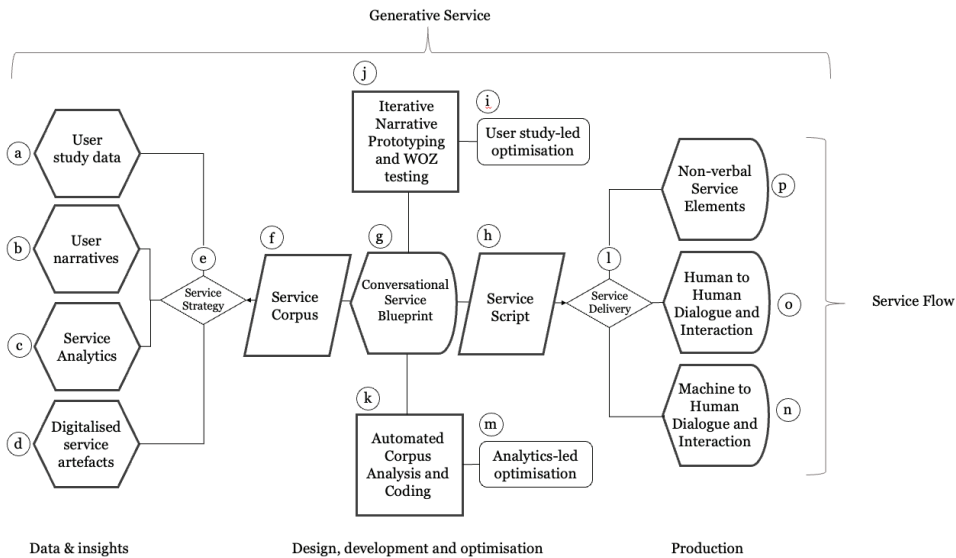 Generative Service
a
User
study data
b
User
narratives
c
Service
Analytics
d
Digitalised
service
artefacts
e
Service
Strategy
f
Service
Corpus
g
Conversational
Service
Blueprint
j
Iterative
Narrative
Prototyping
and WOZ
testing
i
User study-led
optimisation
k
Automated
Corpus
Analysis and
Coding
m
Analytics-led
optimisation
h
Service
Script
l
Service
Delivery
Non-verbal
Service
Elements
p
Human to
Human
Dialogue and
Interaction
o
Machine to
Human
Dialogue and
Interaction
n
Service Flow
Data & insights
Design, development and optimisation
Production